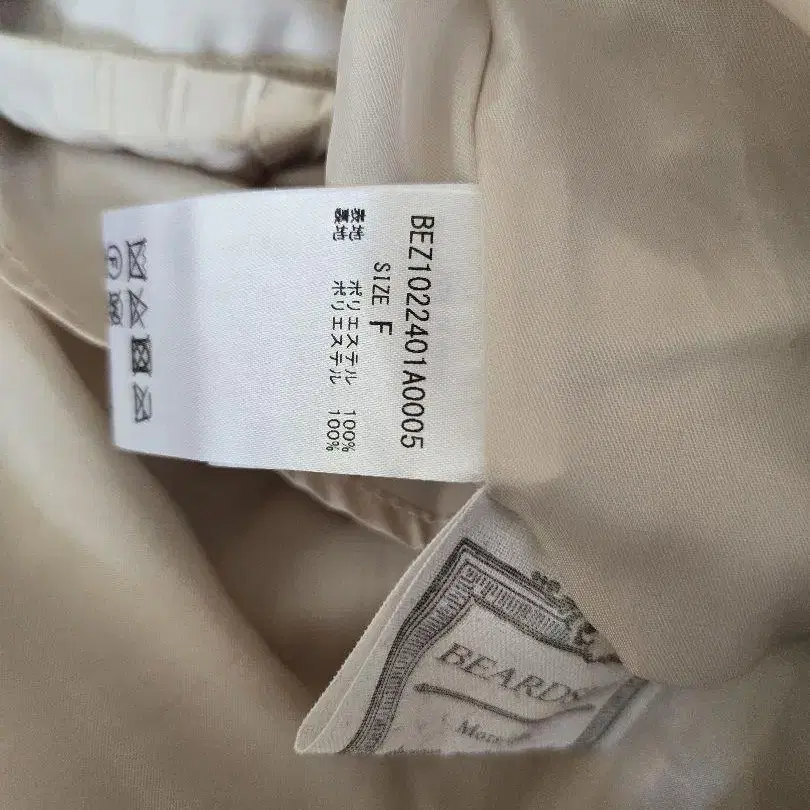 BEZ1022401A0005
SIZE F
表地 ポリエステル 100%
裏地 ポリエステル 100%
F
BEARDS